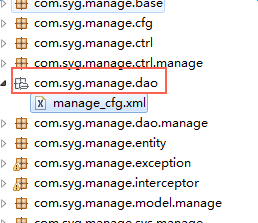 com.syg.manage.base
com.syg.manage.cfg
com.syg.manage.ctrl
com.syg.manage.ctrl.manage
com.syg.manage.dao
manage_cfg.xml
com.syg.manage.dao.manage
com.syg.manage.entity
com.syg.manage.exception
com.syg.manage.interceptor
com.syg.manage.model.manage